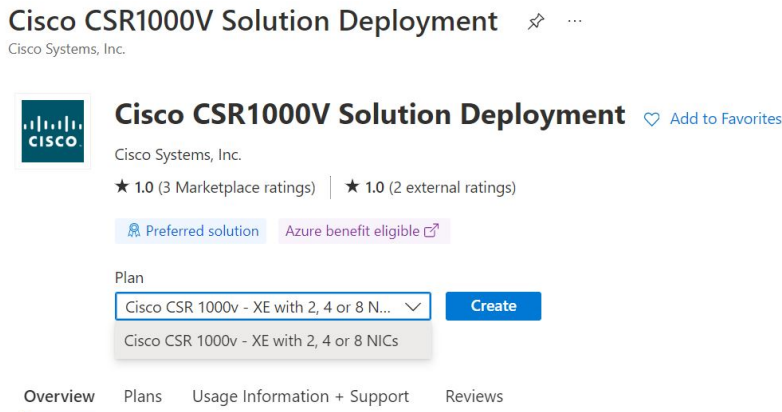 Cisco CSR1000V Solution Deployment ...
Cisco Systems, Inc.
CISCO
Cisco CSR1000V Solution Deployment Add to Favorites
Cisco Systems, Inc.
★ 1.0 (3 Marketplace ratings) | ★ 1.0 (2 external ratings)
Preferred solution Azure benefit eligible
Plan
Cisco CSR 1000v - XE with 2, 4 or 8 N... Create
Cisco CSR 1000v - XE with 2, 4 or 8 NICs
Overview Plans Usage Information + Support Reviews